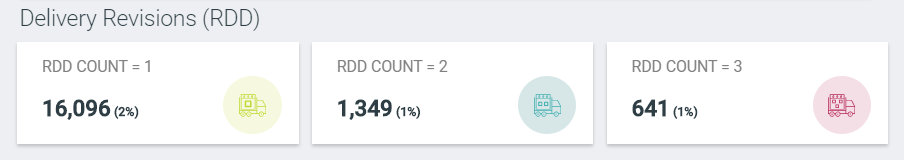 Delivery Revisions (RDD)
RDD COUNT = 1
16,096 (2%)
RDD COUNT = 2
1,349 (1%)
RDD COUNT = 3
641 (1%)